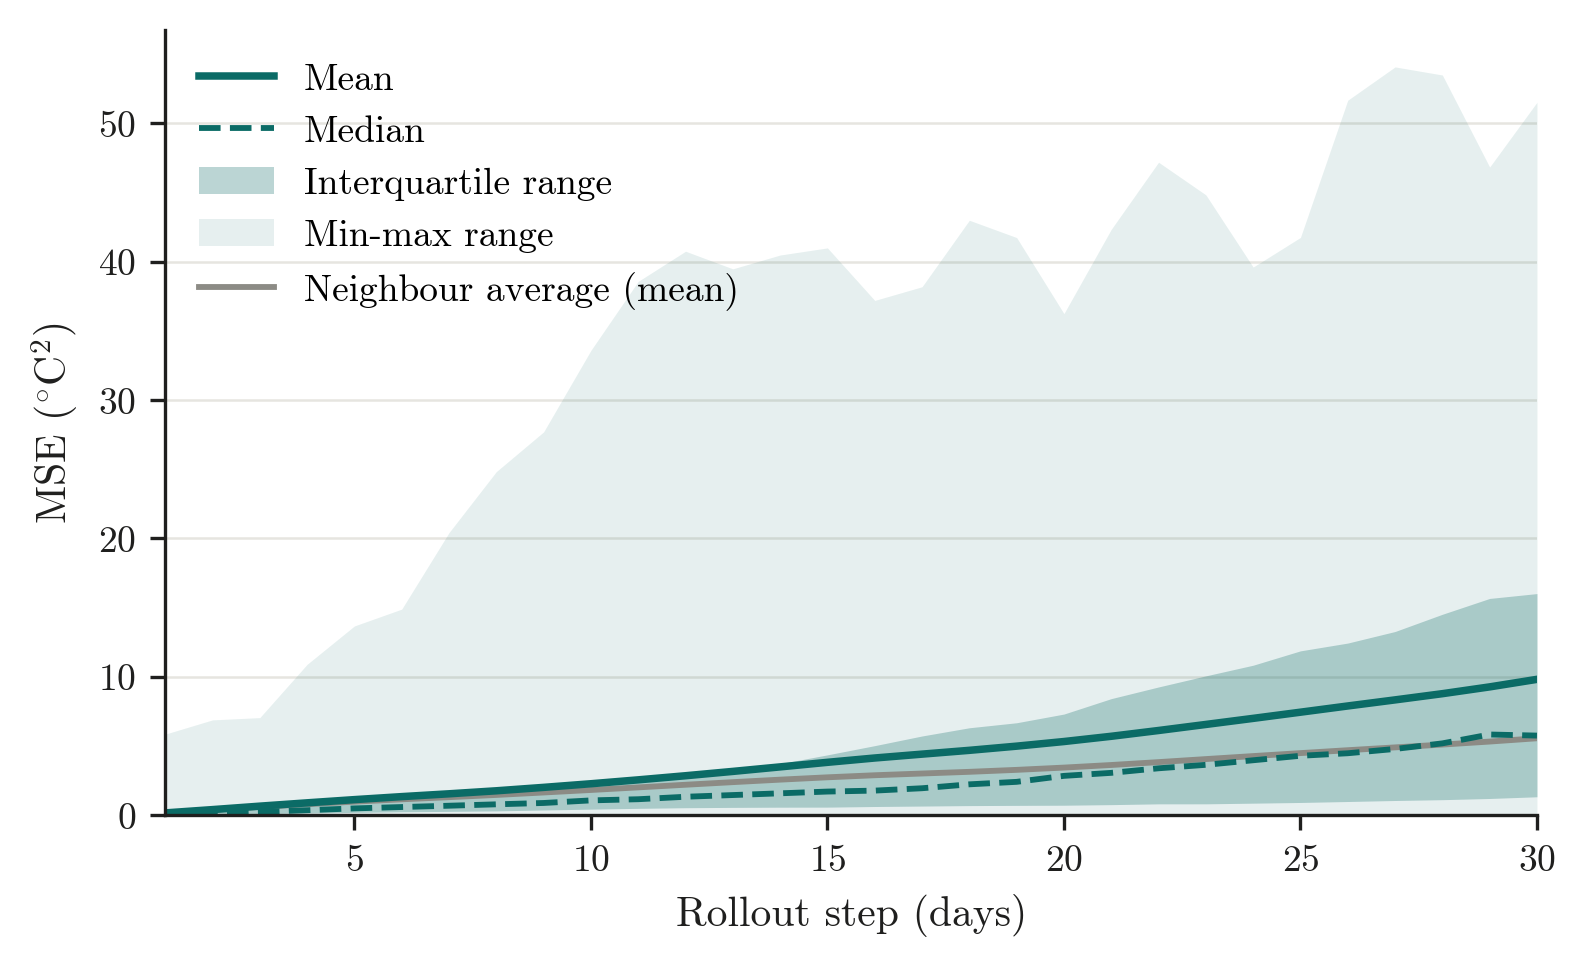 Mean
Median
Interquartile range
Min-max range
Neighbour average (mean)
MSE (°C²)
50
40
30
20
10
0
5 10 15 20 25 30
Rollout step (days)